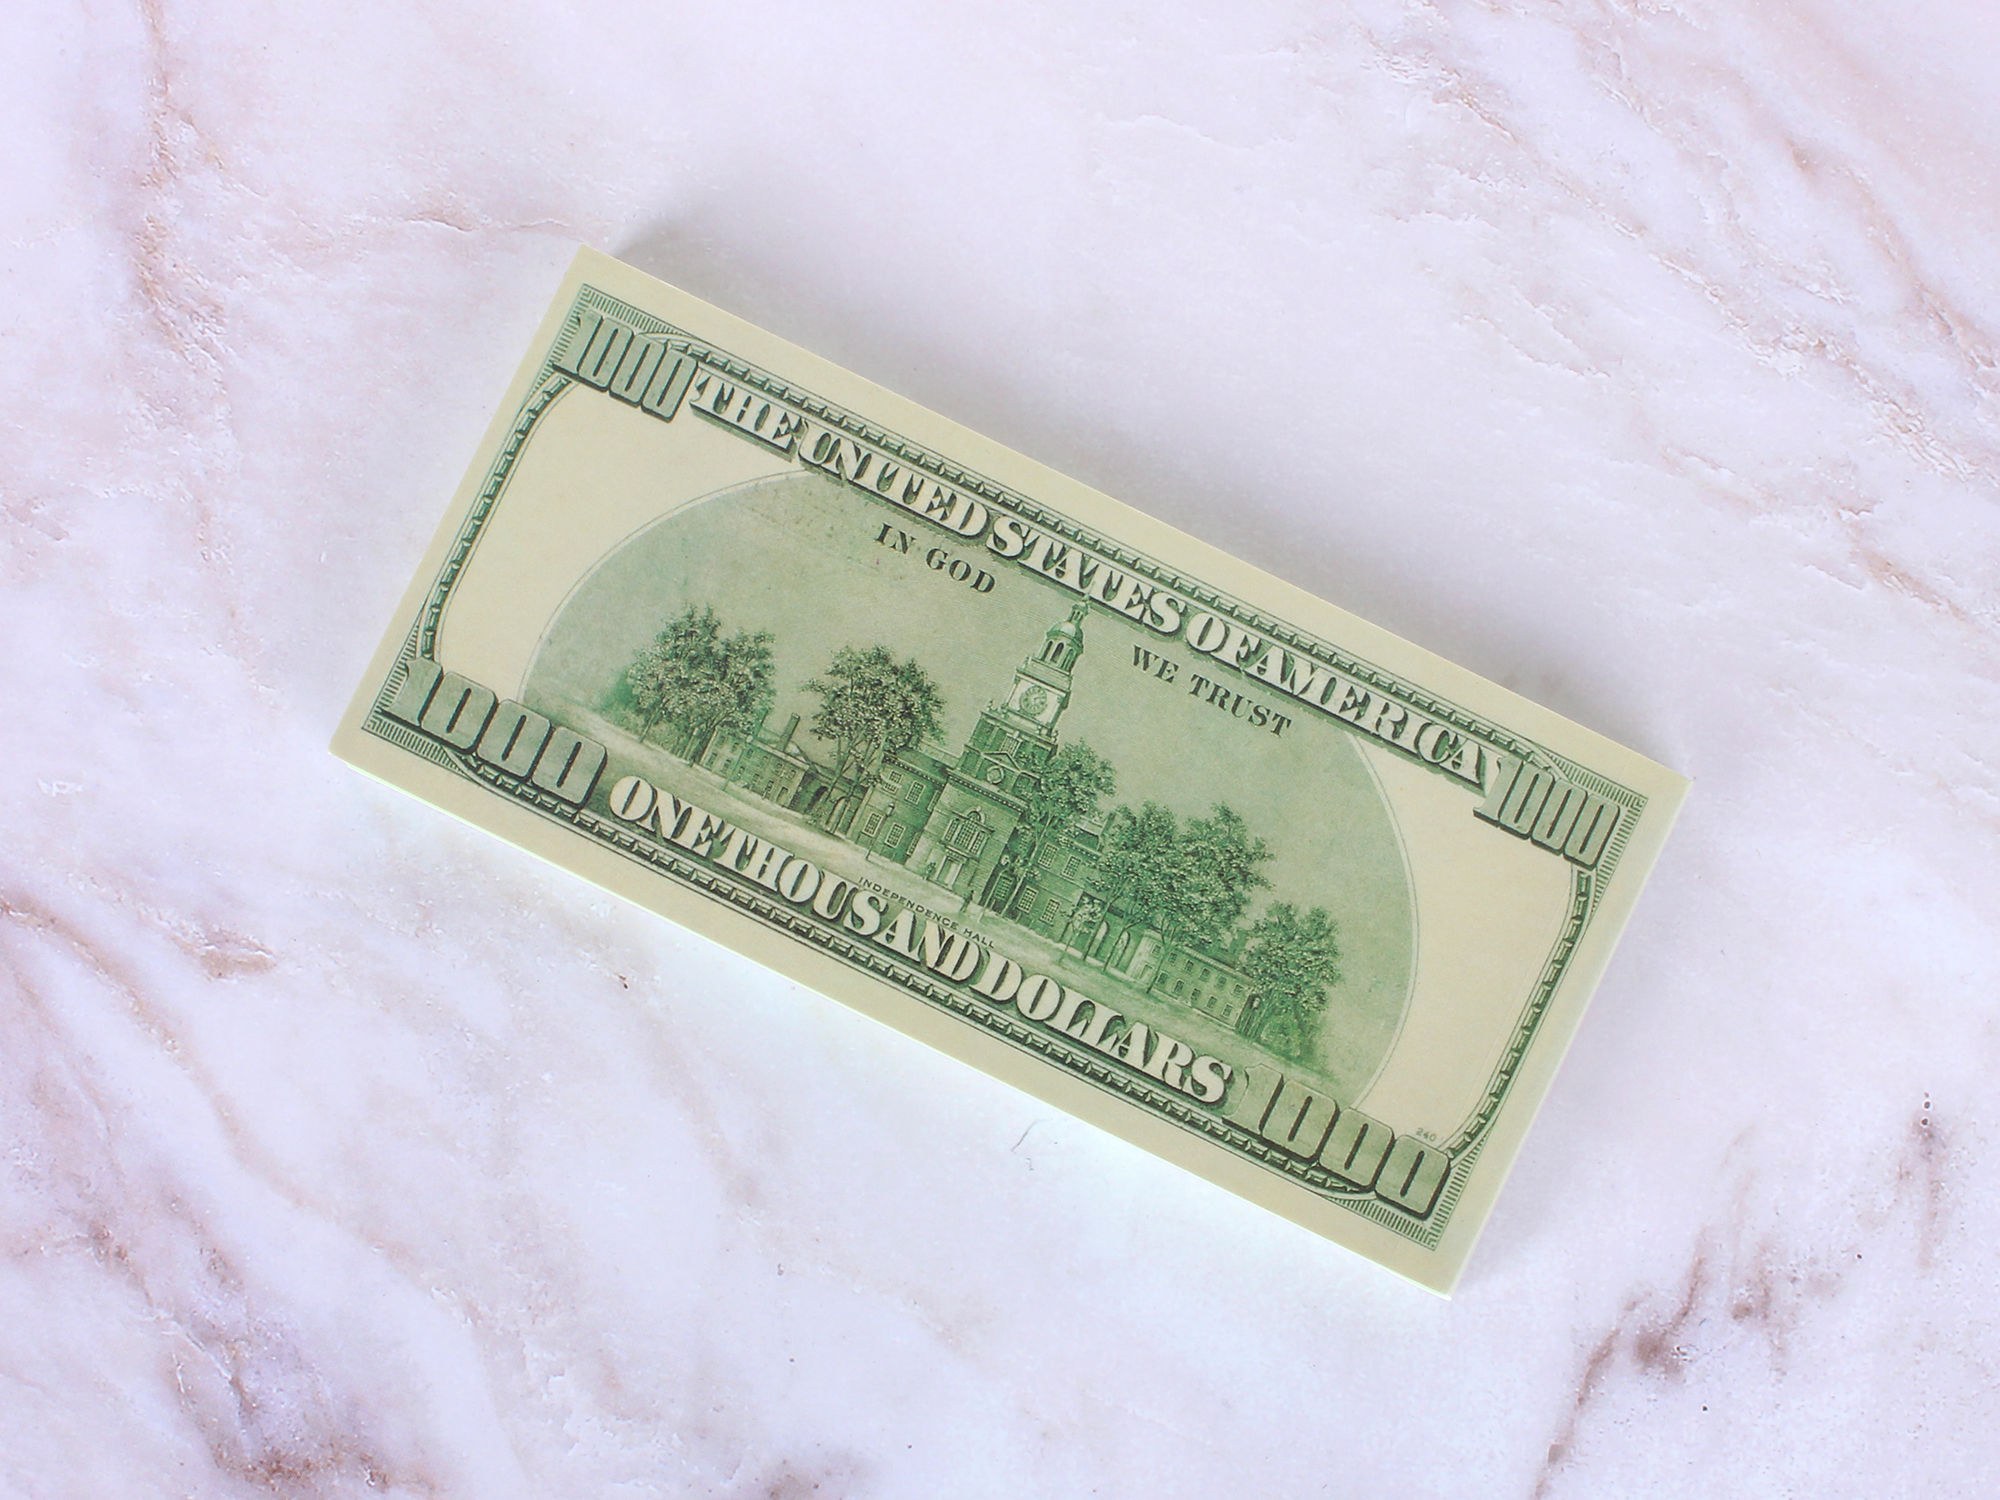 1000 THE UNITED STATES OF AMERICA 1000
IN GOD
WE TRUST
INDEPENDENCE HALL
1000 ONE THOUSAND DOLLARS 1000
240